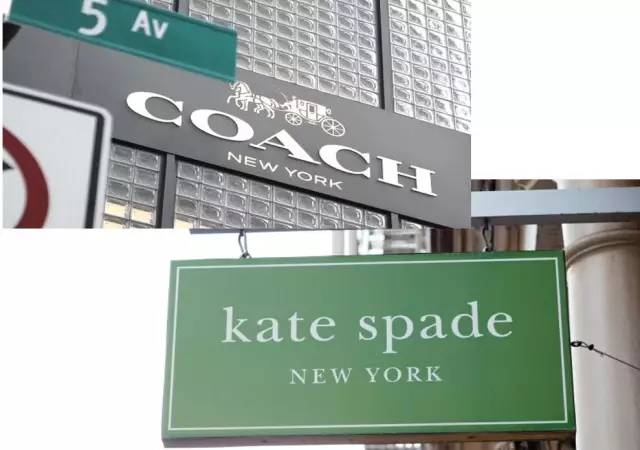 5 AV
COACH
NEW YORK
kate spade
NEW YORK